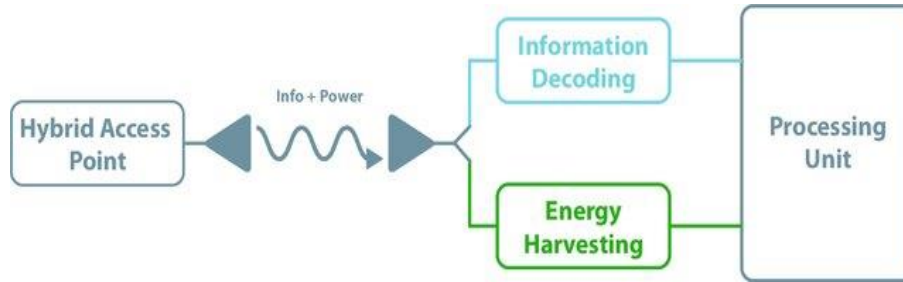 Hybrid Access
Point
Info + Power
Information
Decoding
Energy
Harvesting
Processing
Unit